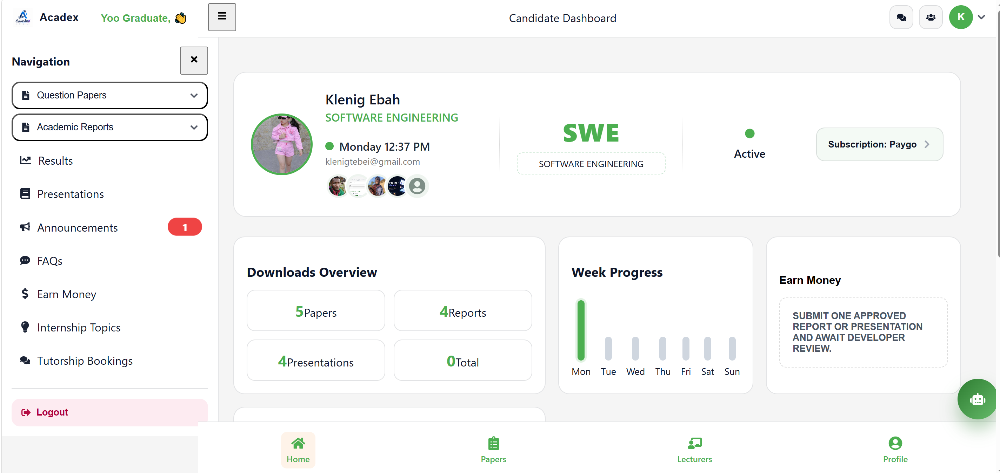 Acadex
Acadex
Yoo Graduate, 👋
Candidate Dashboard
K
Navigation
Question Papers
Academic Reports
Results
Presentations
Announcements
1
FAQs
Earn Money
Internship Topics
Tutorship Bookings
Logout
Klenig Ebah
SOFTWARE ENGINEERING
Monday 12:37 PM
klenigtebei@gmail.com
SWE
SOFTWARE ENGINEERING
Active
Subscription: Paygo
Downloads Overview
5Papers
4Reports
4Presentations
0Total
Week Progress
Mon Tue Wed Thu Fri Sat Sun
Earn Money
SUBMIT ONE APPROVED
REPORT OR PRESENTATION
AND AWAIT DEVELOPER
REVIEW.
Home
Papers
Lecturers
Profile